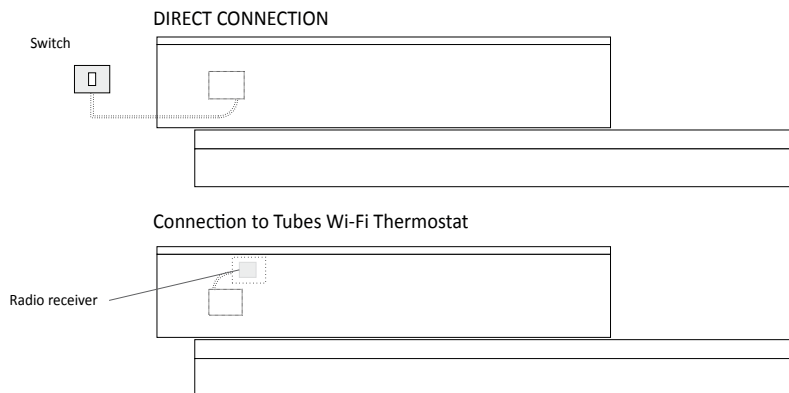 DIRECT CONNECTION
Switch
Connection to Tubes Wi-Fi Thermostat
Radio receiver